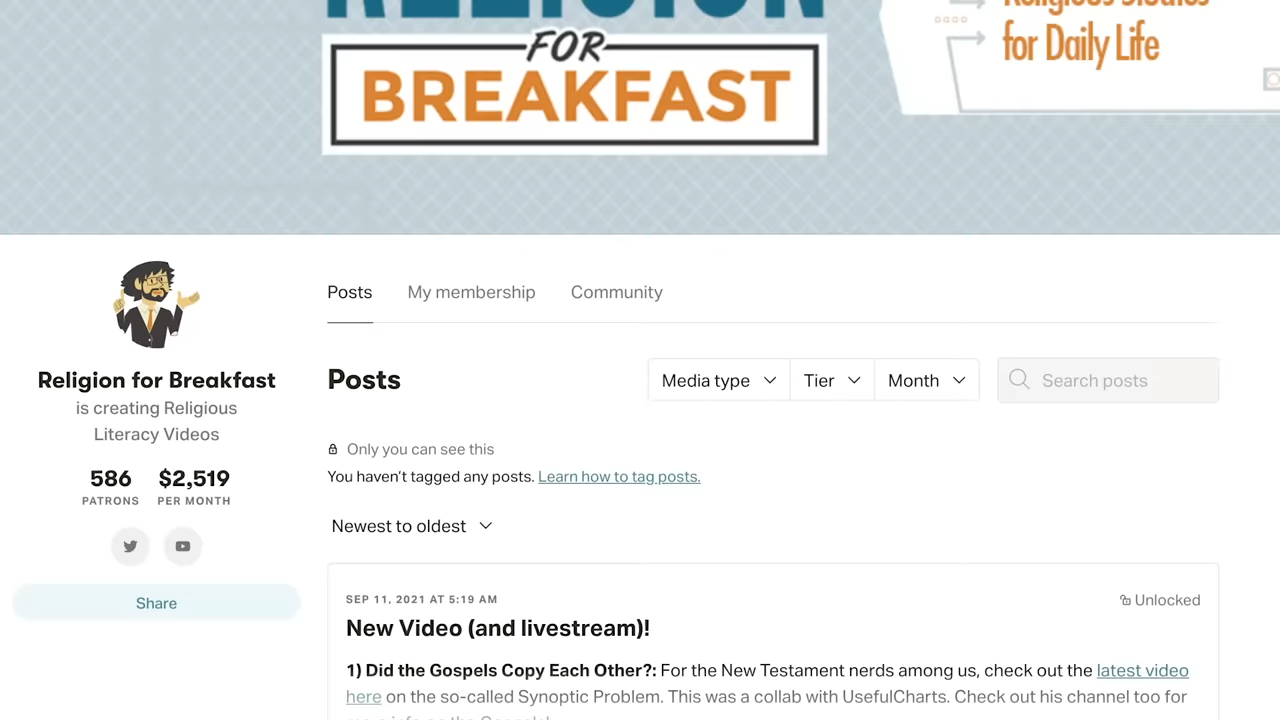 RELIGION
FOR
BREAKFAST
Religious Studies
for Daily Life
Religion for Breakfast
is creating Religious
Literacy Videos
586 $2,519
PATRONS PER MONTH
Share
Posts My membership Community
Posts
Media type Tier Month Search posts
Only you can see this
You haven't tagged any posts. Learn how to tag posts.
Newest to oldest
SEP 11, 2021 AT 5:19 AM Unlocked
New Video (and livestream)!
1) Did the Gospels Copy Each Other?: For the New Testament nerds among us, check out the latest video
here on the so-called Synoptic Problem. This was a collab with UsefulCharts. Check out his channel too for